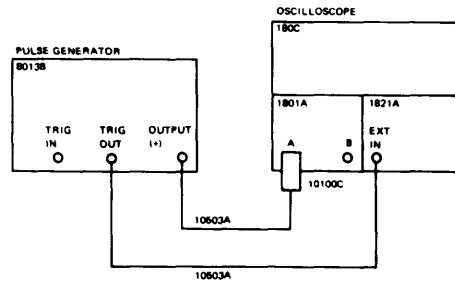 OSCILLOSCOPE
180C
PULSE GENERATOR
8013B
1801A
1821A
TRIG
IN
TRIG
OUT
OUTPUT
(+)
A
B
EXT
IN
10100C
10503A
10503A